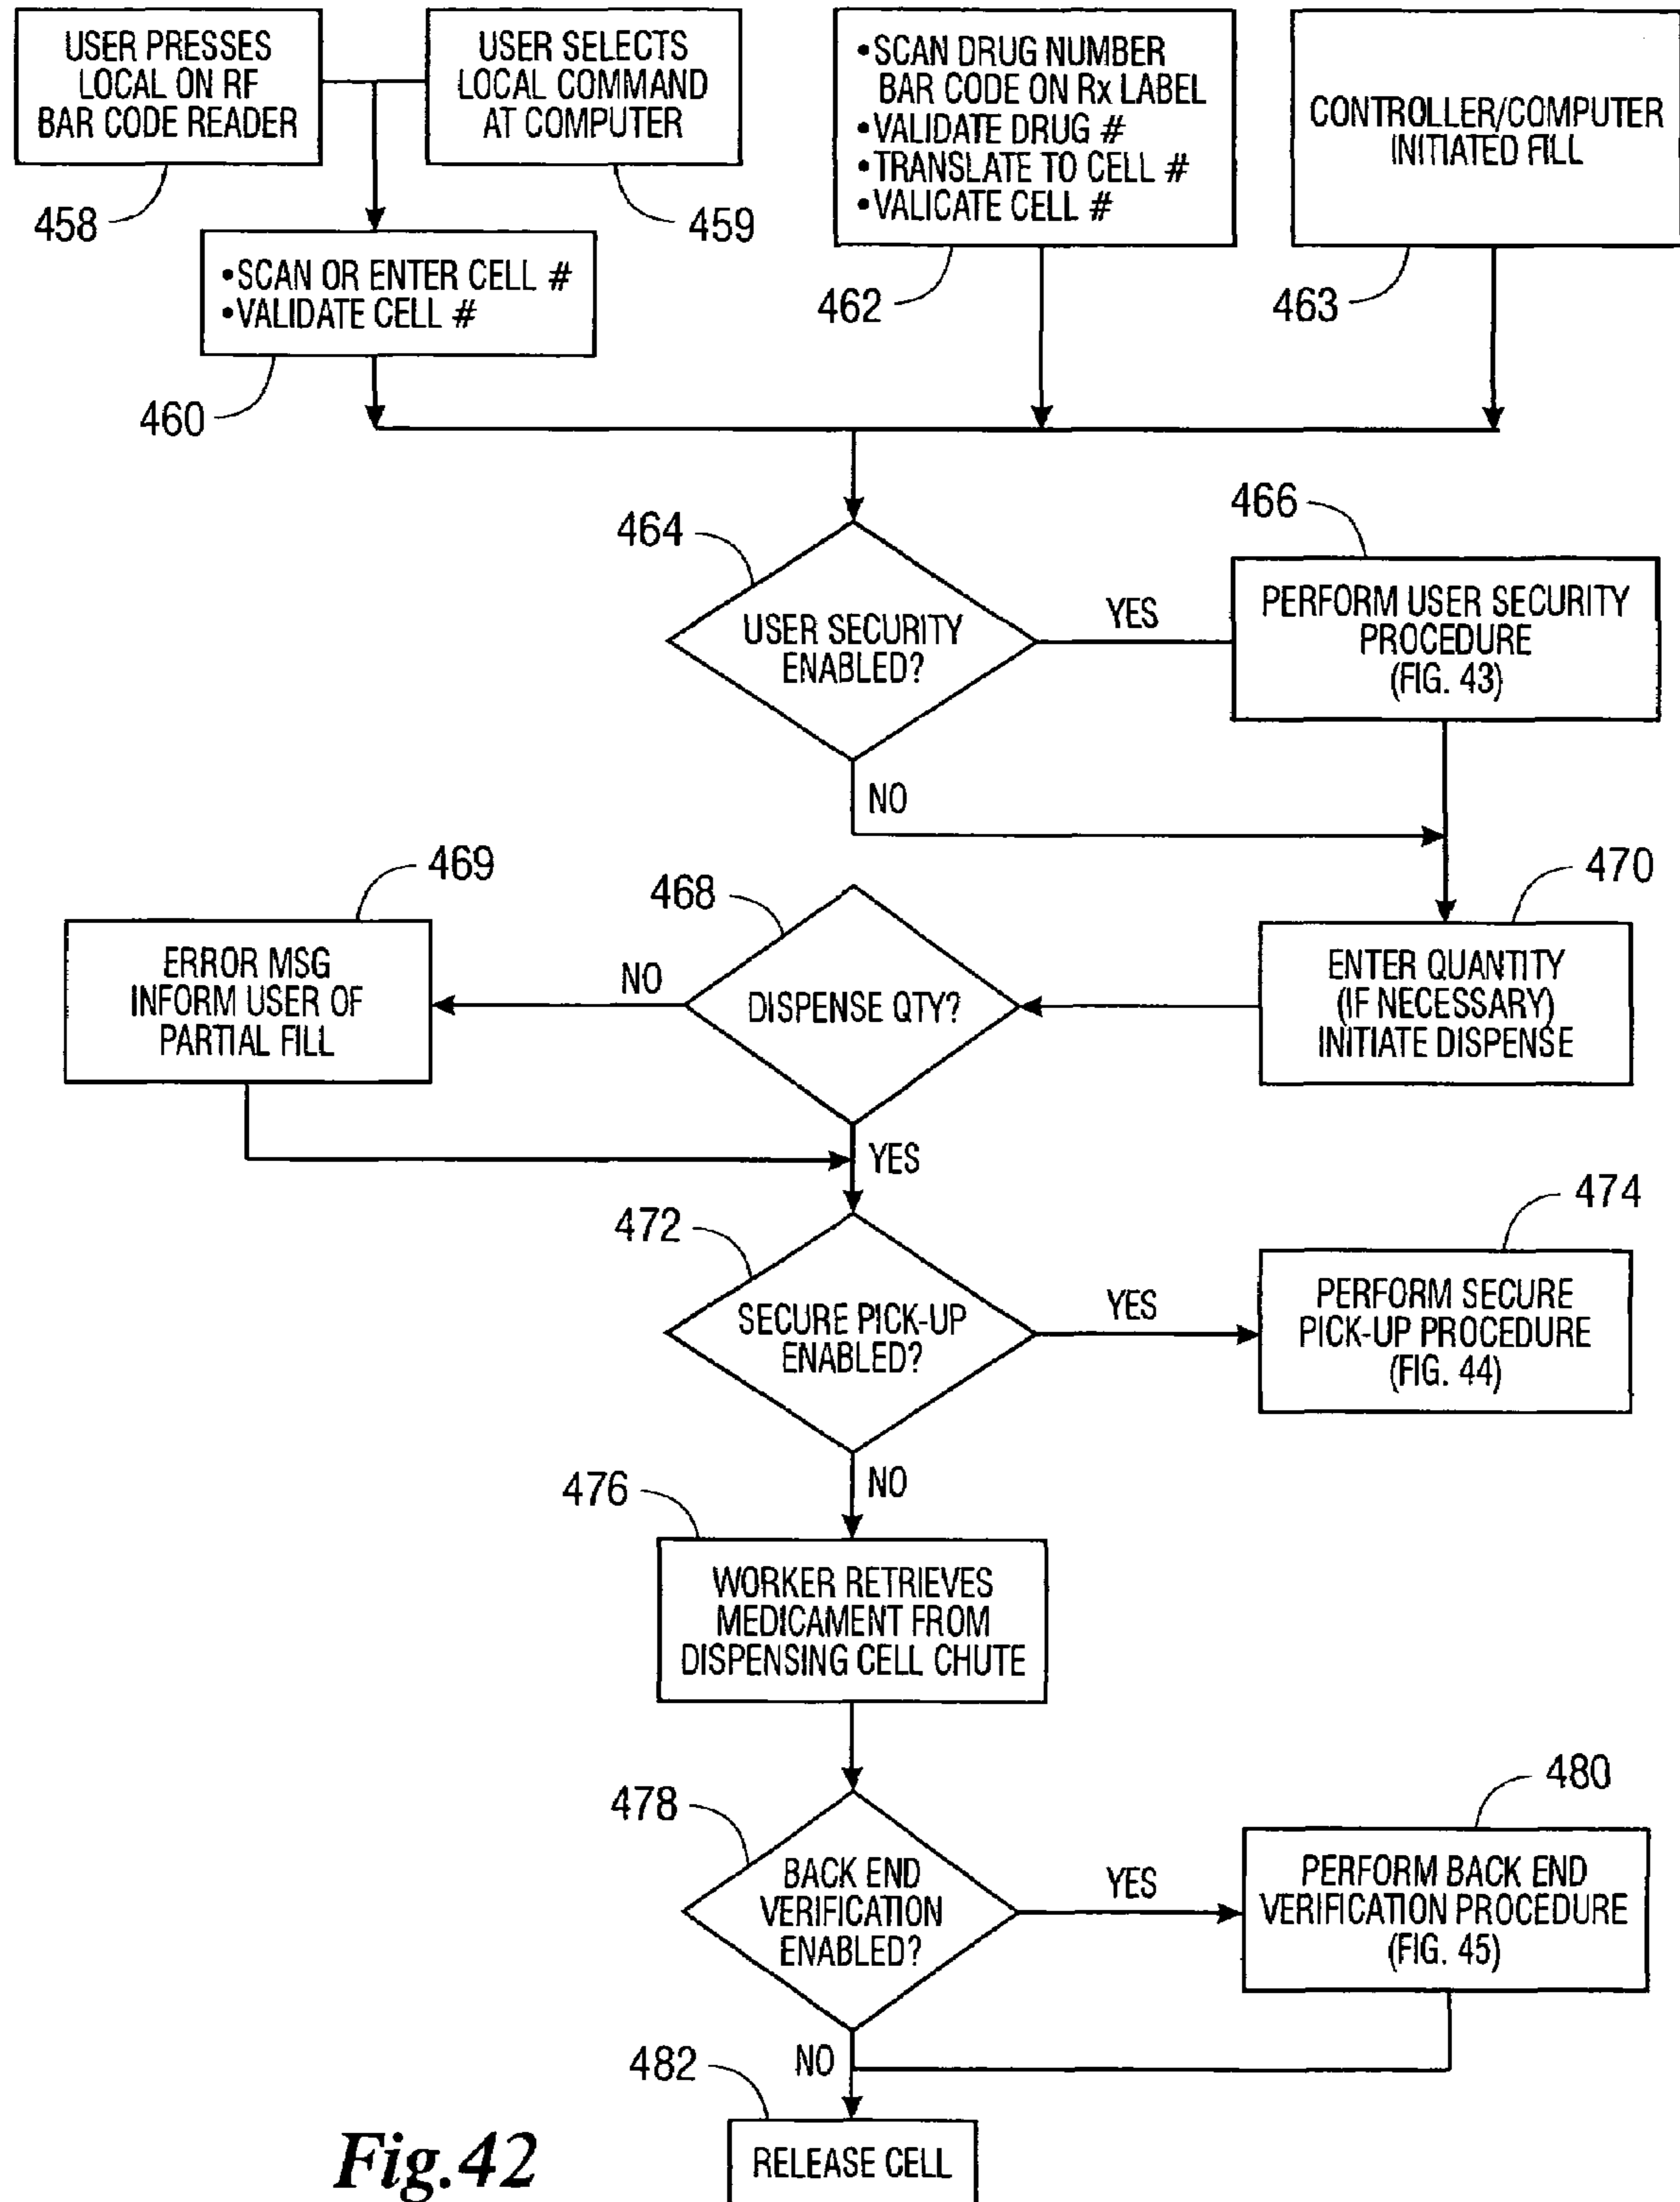 USER PRESSES
LOCAL ON RF
BAR CODE READER
458
USER SELECTS
LOCAL COMMAND
AT COMPUTER
459
•SCAN DRUG NUMBER
BAR CODE ON Rx LABEL
•VALIDATE DRUG #
•TRANSLATE TO CELL #
•VALICATE CELL #
462
CONTROLLER/COMPUTER
INITIATED FILL
463
•SCAN OR ENTER CELL #
•VALIDATE CELL #
460
464
USER SECURITY
ENABLED?
YES
NO
466
PERFORM USER SECURITY
PROCEDURE
(FIG. 43)
470
ENTER QUANTITY
(IF NECESSARY)
INITIATE DISPENSE
468
DISPENSE QTY?
NO
YES
469
ERROR MSG
INFORM USER OF
PARTIAL FILL
472
SECURE PICK-UP
ENABLED?
YES
NO
474
PERFORM SECURE
PICK-UP PROCEDURE
(FIG. 44)
476
WORKER RETRIEVES
MEDICAMENT FROM
DISPENSING CELL CHUTE
478
BACK END
VERIFICATION
ENABLED?
YES
NO
480
PERFORM BACK END
VERIFICATION PROCEDURE
(FIG. 45)
482
RELEASE CELL
Fig.42